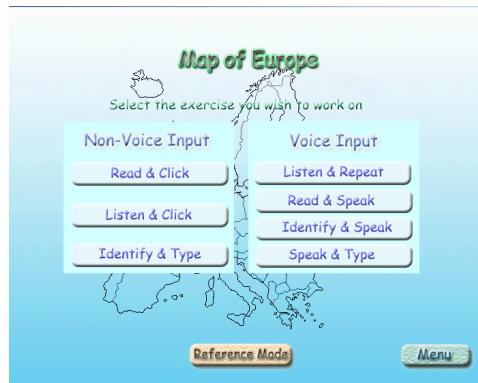 Map of Europe
Select the exercise you wish to work on
Non-Voice Input
Read & Click
Listen & Click
Identify & Type
Voice Input
Listen & Repeat
Read & Speak
Identify & Speak
Speak & Type
Reference Mode
Menu